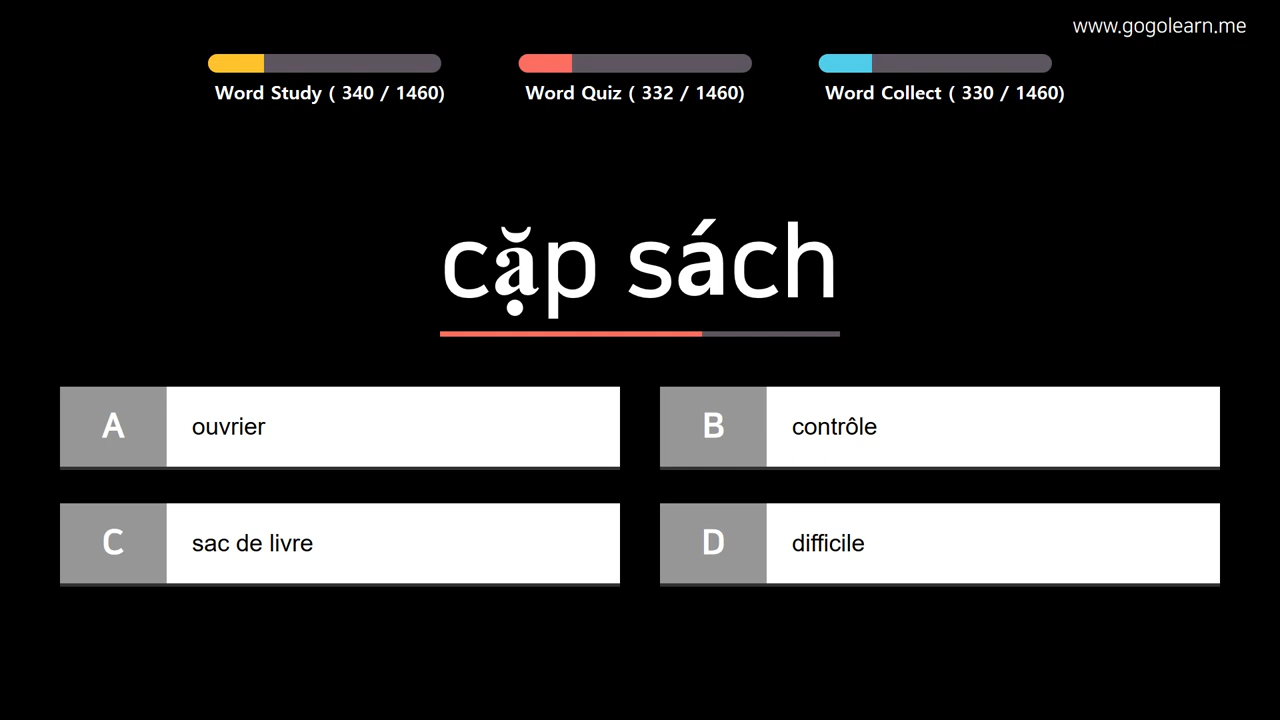 www.gogolearn.me
Word Study ( 340 / 1460)
Word Quiz ( 332 / 1460)
Word Collect ( 330 / 1460)
cặp sách
A ouvrier
B contrôle
C sac de livre
D difficile